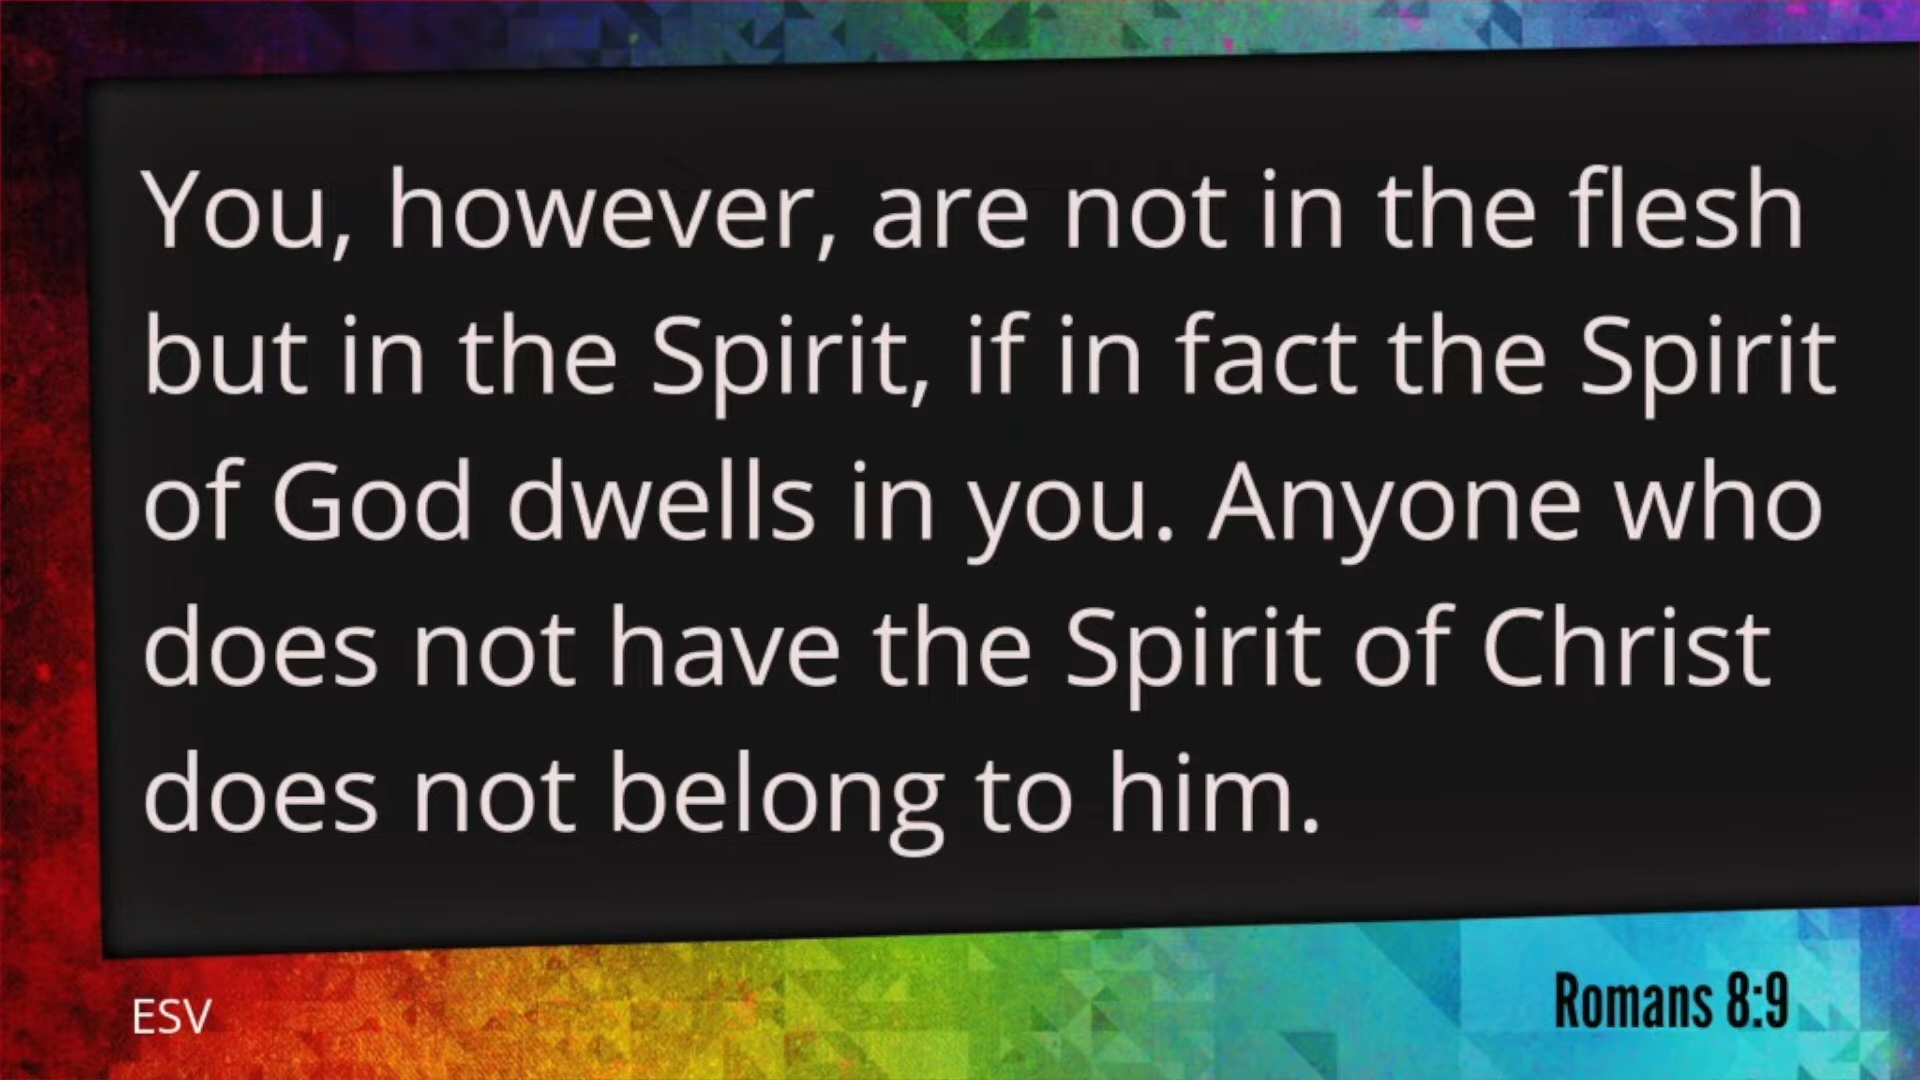 You, however, are not in the flesh
but in the Spirit, if in fact the Spirit
of God dwells in you. Anyone who
does not have the Spirit of Christ
does not belong to him.
ESV
Romans 8:9